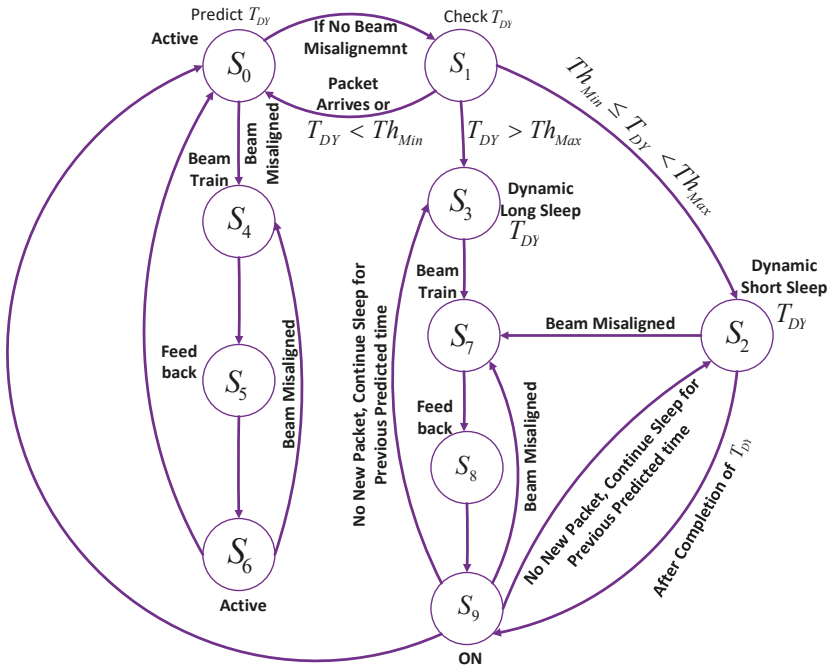 Predict T_DY
Active
If No Beam
Misalignemnt
Check T_DY
S_0
S_1
Packet
Arrives or
T_DY < Th_Min
T_DY > Th_Max
Th_Min ≤ T_DY < Th_Max
Beam
Train
Beam
Misaligned
S_4
S_3
Dynamic
Long Sleep
T_DY
Beam
Train
Dynamic
Short Sleep
T_DY
S_7
Beam Misaligned
S_2
Feed
back
S_5
Beam Misaligned
No New Packet, Continue Sleep for
Previous Predicted time
Feed
back
S_8
Beam Misaligned
No New Packet, Continue Sleep for
Previous Predicted time
After Completion of T_DY
S_6
Active
S_9
ON